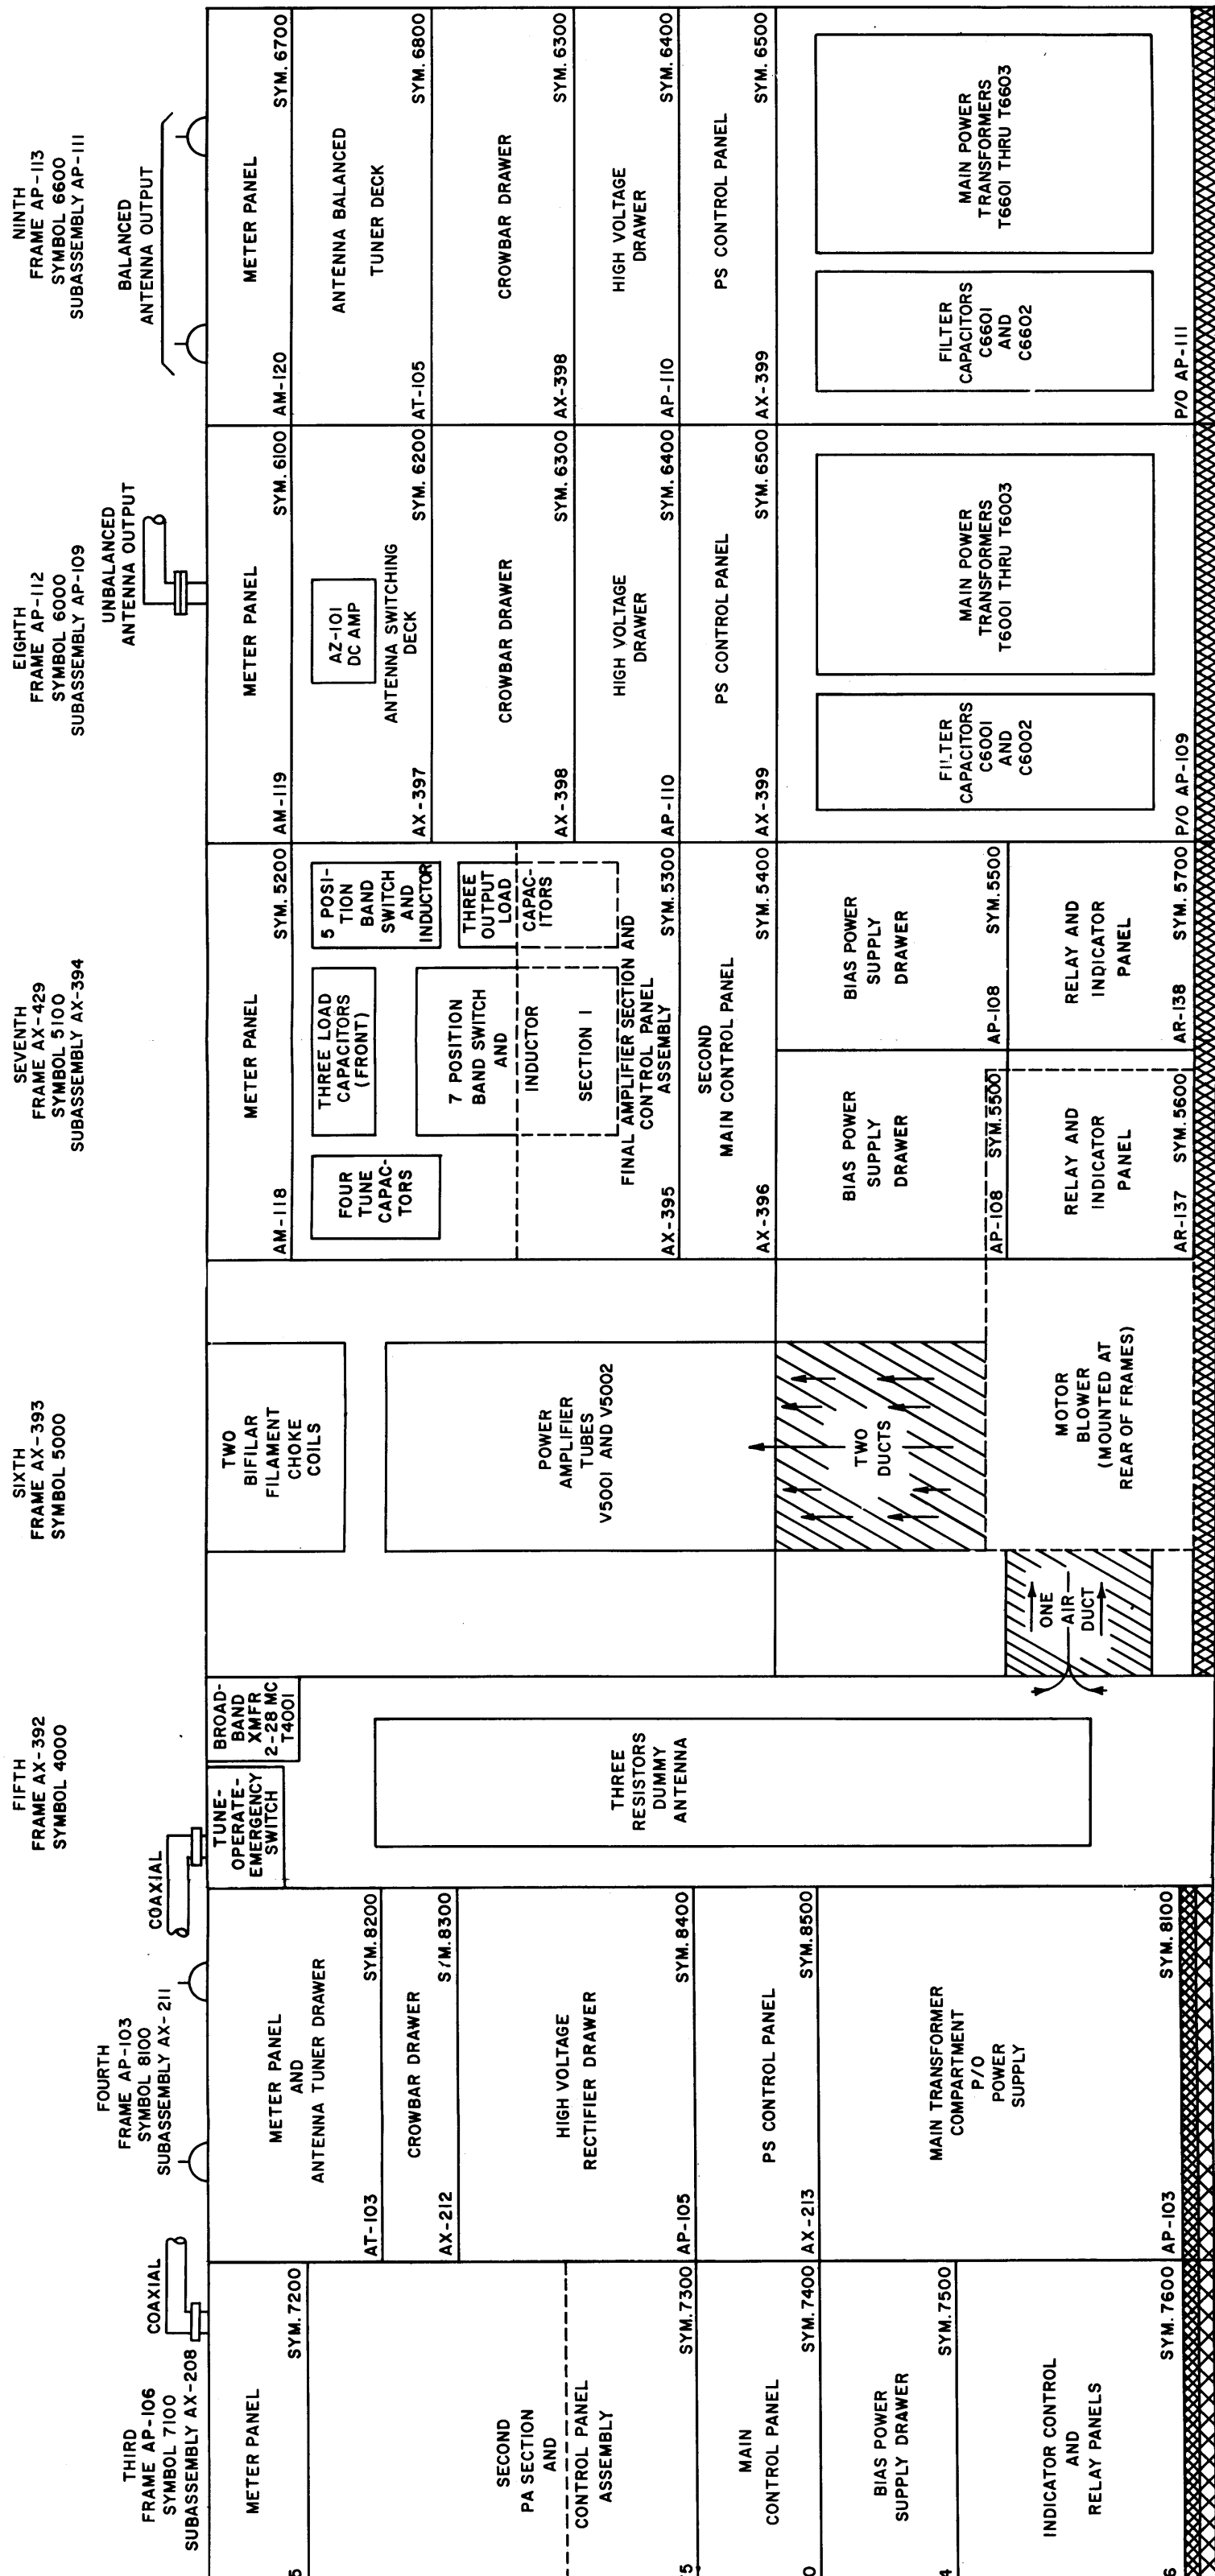 THIRD
FRAME AP-106
SYMBOL 7100
SUBASSEMBLY AX-208
COAXIAL
METER PANEL
SYM. 7200
SECOND
PA SECTION
AND
CONTROL PANEL
ASSEMBLY
SYM. 7300
MAIN
CONTROL PANEL
SYM. 7400
BIAS POWER
SUPPLY DRAWER
SYM. 7500
INDICATOR CONTROL
AND
RELAY PANELS
SYM. 7600
FOURTH
FRAME AP-103
SYMBOL 8100
SUBASSEMBLY AX-211
METER PANEL
AND
ANTENNA TUNER DRAWER
AT-103 SYM. 8200
CROWBAR DRAWER
AX-212 SYM. 8300
HIGH VOLTAGE
RECTIFIER DRAWER
AP-105 SYM. 8400
PS CONTROL PANEL
AX-213 SYM. 8500
MAIN TRANSFORMER
COMPARTMENT
P/O
POWER
SUPPLY
AP-103 SYM. 8100
FIFTH
FRAME AX-392
SYMBOL 4000
COAXIAL
TUNE-
OPERATE-
EMERGENCY
SWITCH
BROAD-
BAND
XMFR
2-28 MC
T4001
THREE
RESISTORS
DUMMY
ANTENNA
SIXTH
FRAME AX-393
SYMBOL 5000
TWO
BIFILAR
FILAMENT
CHOKE
COILS
POWER
AMPLIFIER
TUBES
V5001 AND V5002
TWO
DUCTS
ONE
AIR
DUCT
MOTOR
BLOWER
(MOUNTED AT
REAR OF FRAMES)
SEVENTH
FRAME AX-429
SYMBOL 5100
SUBASSEMBLY AX-394
METER PANEL
AM-118 SYM. 5200
FOUR
TUNE
CAPAC-
TORS
THREE LOAD
CAPACITORS
(FRONT)
5 POSI-
TION
BAND
SWITCH
AND
INDUCTOR
7 POSITION
BAND SWITCH
AND
INDUCTOR
SECTION 1
THREE
OUTPUT
LOAD
CAPAC-
ITORS
FINAL AMPLIFIER SECTION AND
CONTROL PANEL
ASSEMBLY
AX-395 SYM. 5300
SECOND
MAIN CONTROL PANEL
AX-396 SYM. 5400
BIAS POWER
SUPPLY
DRAWER
AP-108 SYM. 5500
BIAS POWER
SUPPLY
DRAWER
AP-108 SYM. 5500
RELAY AND
INDICATOR
PANEL
AR-137 SYM. 5600
RELAY AND
INDICATOR
PANEL
AR-138 SYM. 5700
EIGHTH
FRAME AP-112
SYMBOL 6000
SUBASSEMBLY AP-109
UNBALANCED
ANTENNA OUTPUT
METER PANEL
AM-119 SYM. 6100
AZ-101
DC AMP
ANTENNA SWITCHING
DECK
AX-397 SYM. 6200
CROWBAR DRAWER
AX-398 SYM. 6300
HIGH VOLTAGE
DRAWER
AP-110 SYM. 6400
PS CONTROL PANEL
AX-399 SYM. 6500
FILTER
CAPACITORS
C6001
AND
C6002
MAIN POWER
TRANSFORMERS
T6001 THRU T6003
P/O AP-109
NINTH
FRAME AP-113
SYMBOL 6600
SUBASSEMBLY AP-111
BALANCED
ANTENNA OUTPUT
METER PANEL
AM-120 SYM. 6700
ANTENNA BALANCED
TUNER DECK
AT-105 SYM. 6800
CROWBAR DRAWER
AX-398 SYM. 6300
HIGH VOLTAGE
DRAWER
AP-110 SYM. 6400
PS CONTROL PANEL
AX-399 SYM. 6500
FILTER
CAPACITORS
C6601
AND
C6602
MAIN POWER
TRANSFORMERS
T6601 THRU T6603
P/O AP-111